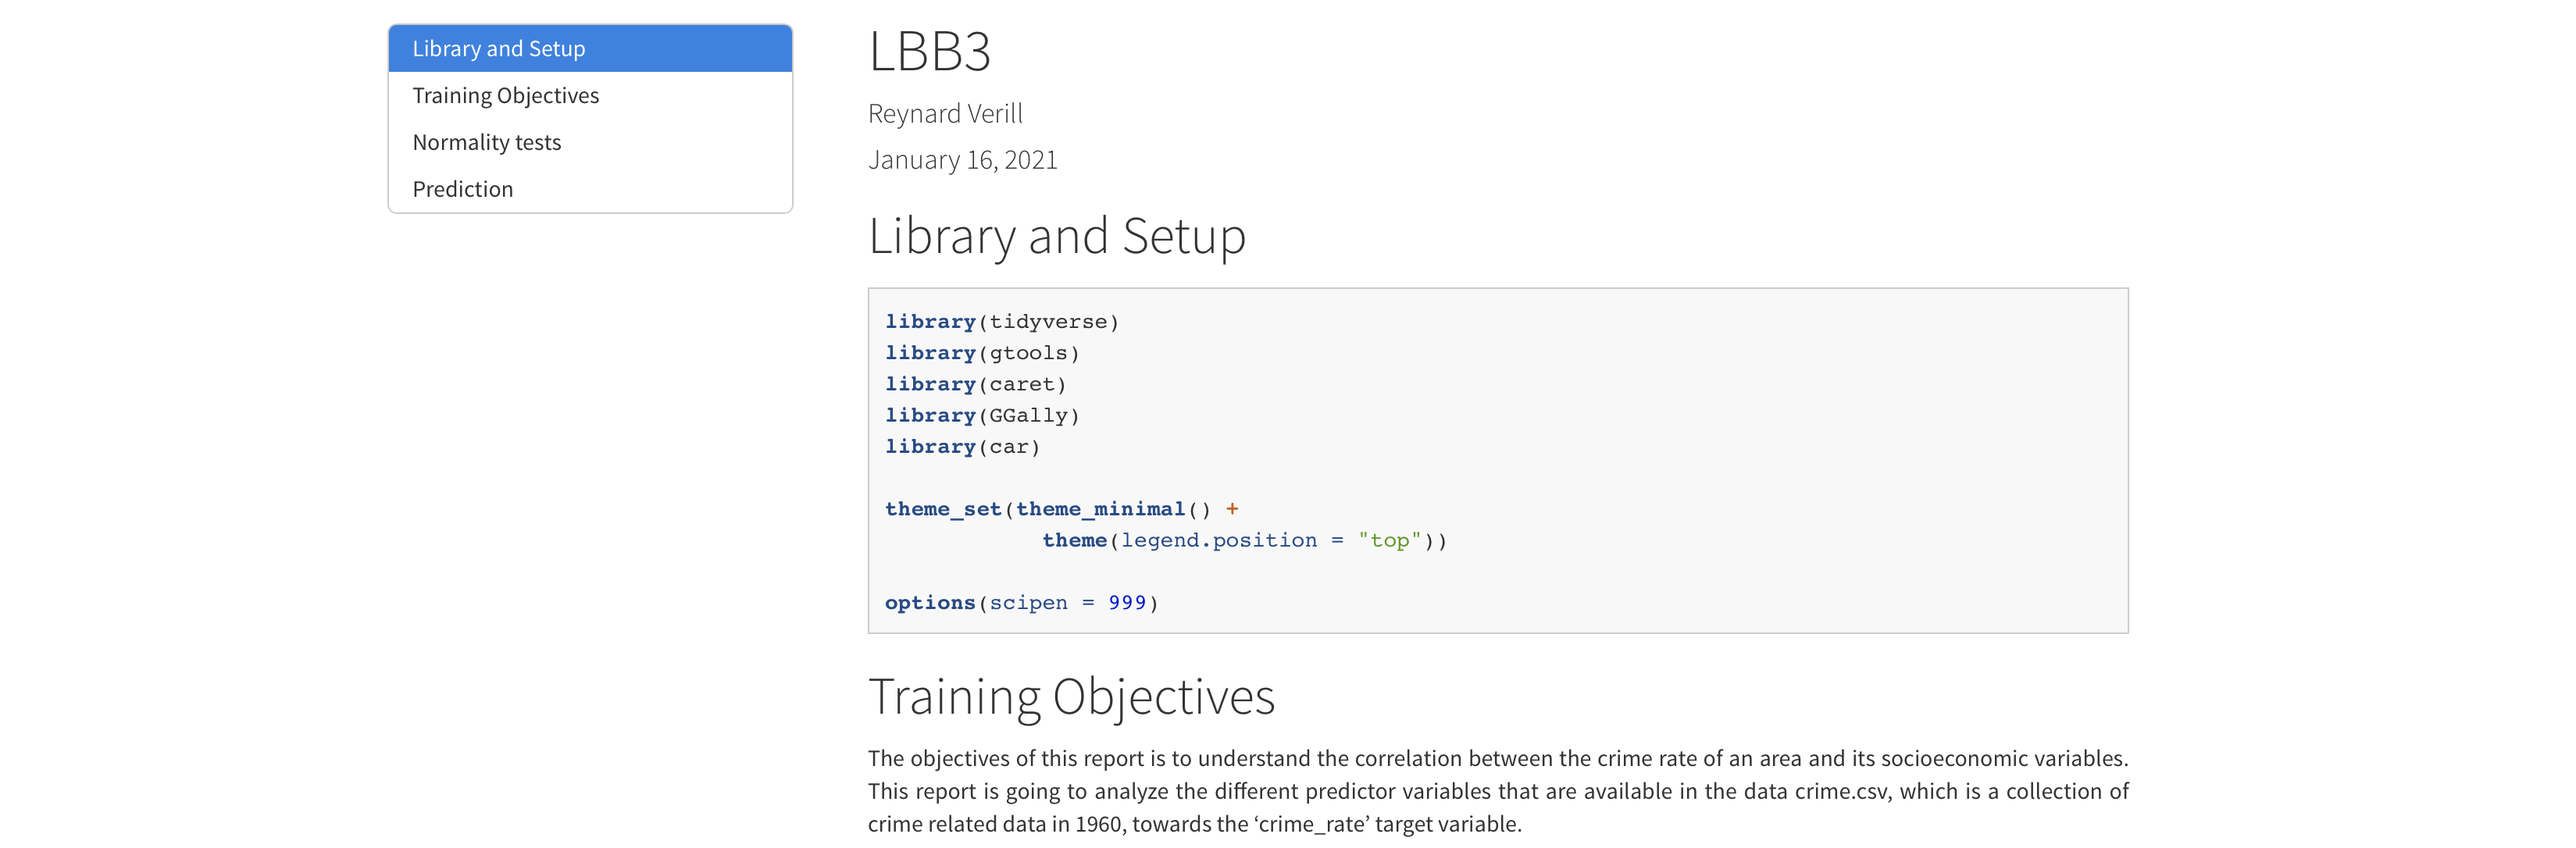 Library and Setup
Training Objectives
Normality tests
Prediction
LBB3
Reynard Verill
January 16, 2021
Library and Setup
library(tidyverse)
library(gtools)
library(caret)
library(GGally)
library(car)
theme_set(theme_minimal() +
            theme(legend.position = "top"))
options(scipen = 999)
Training Objectives
The objectives of this report is to understand the correlation between the crime rate of an area and its socioeconomic variables.
This report is going to analyze the different predictor variables that are available in the data crime.csv, which is a collection of
crime related data in 1960, towards the ‘crime_rate’ target variable.